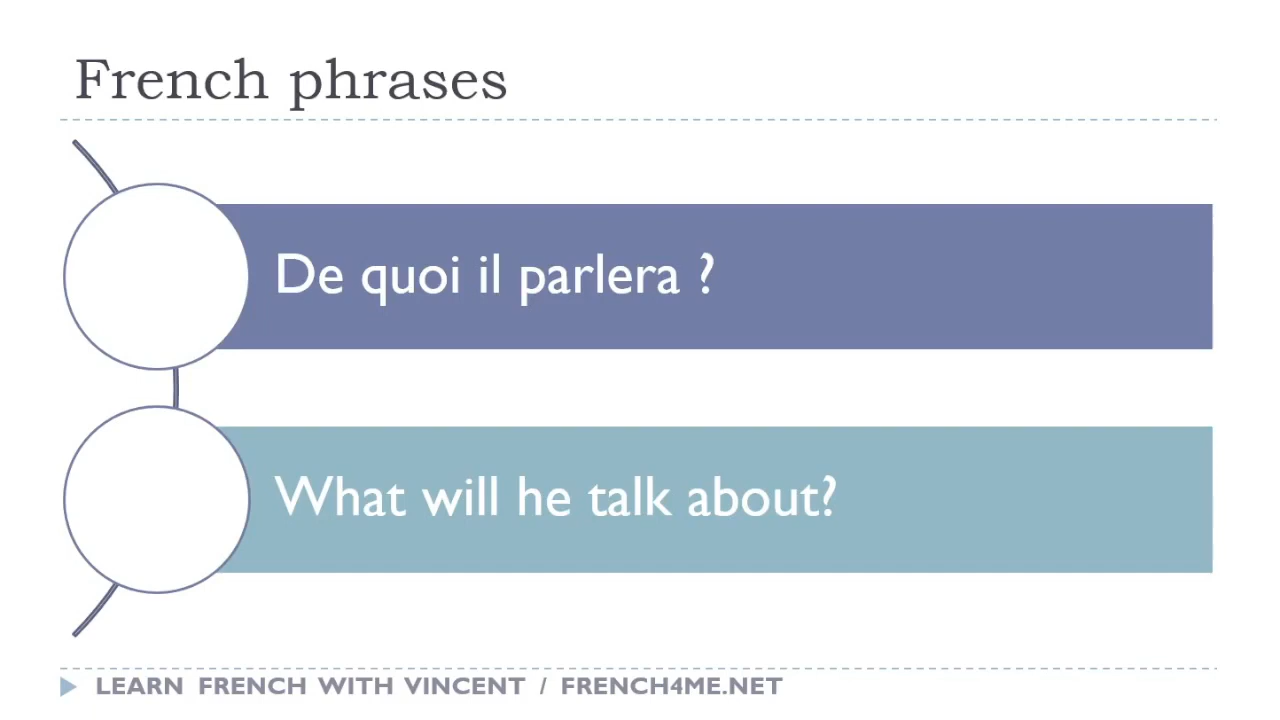 French phrases
De quoi il parlera ?
What will he talk about?
LEARN FRENCH WITH VINCENT / FRENCH4ME.NET